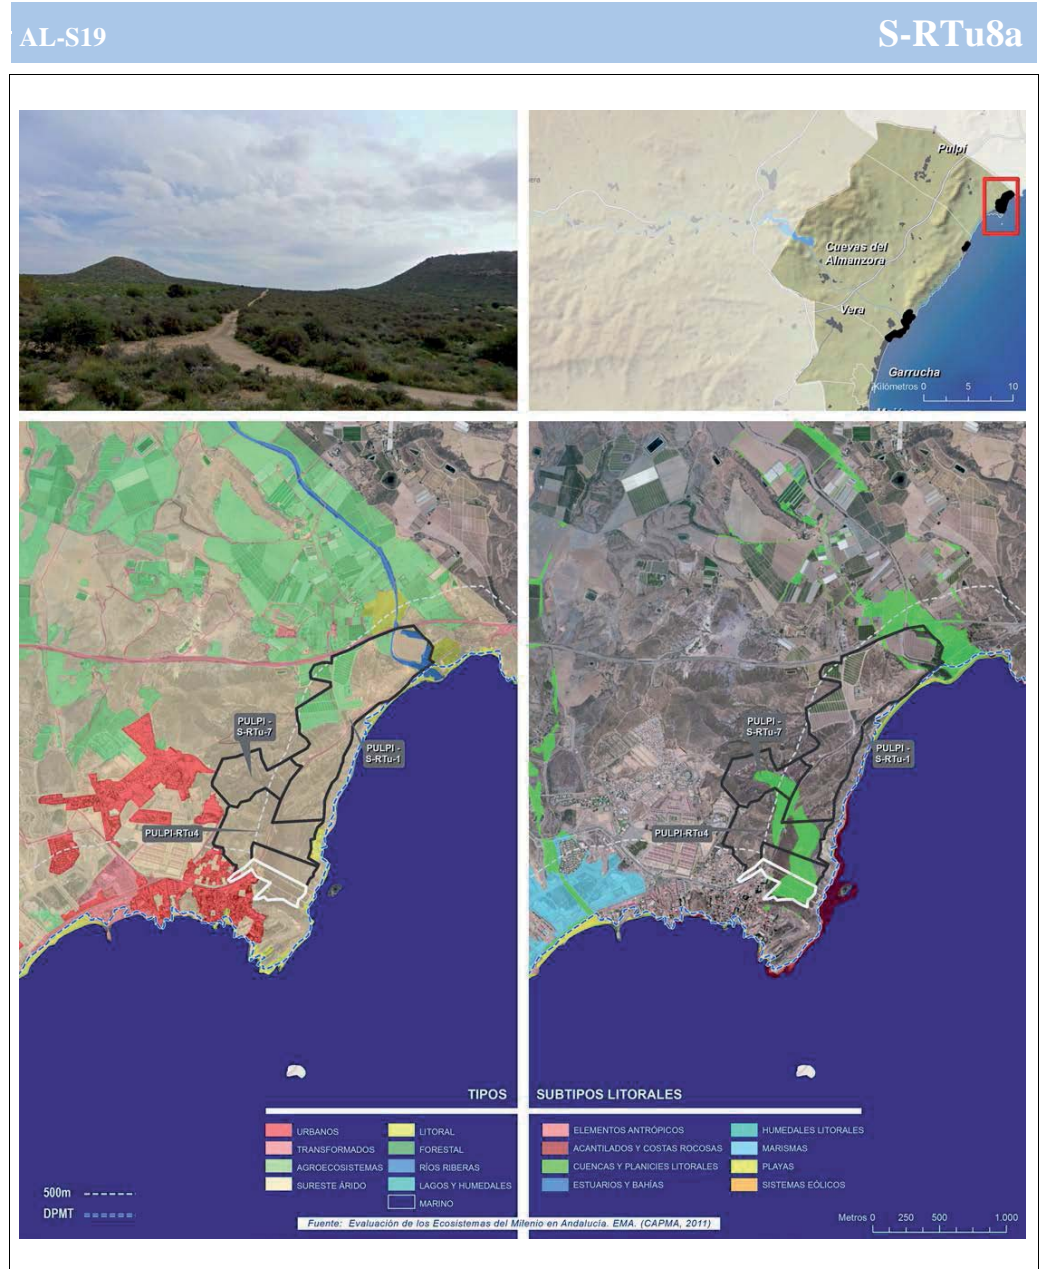 AL-S19
S-RTu8a
Pulpí
Cuevas del
Almanzora
Vera
Garrucha
Kilómetros 0 5 10
PULPI -
S-RTu-7
PULPI -
S-RTu-1
PULPI-RTu4
PULPI -
S-RTu-7
PULPI -
S-RTu-1
PULPI-RTu4
TIPOS
URBANOS
TRANSFORMADOS
AGROECOSISTEMAS
SURESTE ÁRIDO
LITORAL
FORESTAL
RÍOS RIBERAS
LAGOS Y HUMEDALES
MARINO
500m
DPMT
SUBTIPOS LITORALES
ELEMENTOS ANTRÓPICOS
ACANTILADOS Y COSTAS ROCOSAS
CUENCAS Y PLANICIES LITORALES
ESTUARIOS Y BAHÍAS
HUMEDALES LITORALES
MARISMAS
PLAYAS
SISTEMAS EÓLICOS
Metros 0 250 500 1.000
Fuente: Evaluación de los Ecosistemas del Milenio en Andalucía. EMA. (CAPMA, 2011)